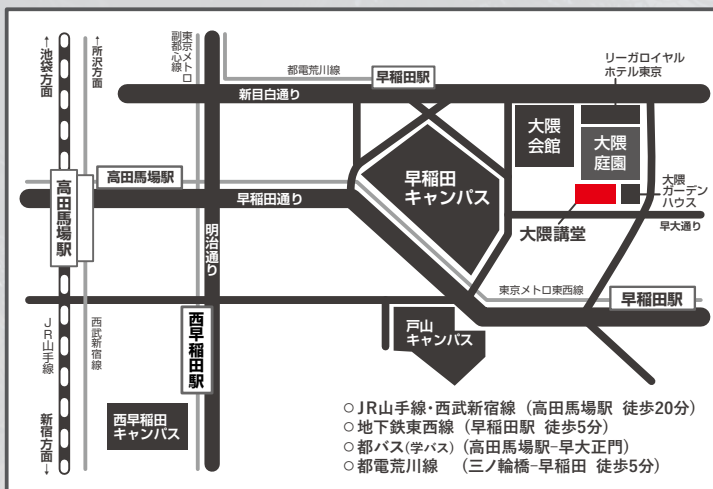 ←池袋方面
←所沢方面
東京メトロ
副都心線
都電荒川線
早稲田駅
リーガロイヤル
ホテル東京
新目白通り
大隈
会館
大隈
庭園
高田馬場駅
高田馬場駅
早稲田通り
早稲田
キャンパス
大隈
ガーデン
ハウス
早大通り
大隈講堂
明治通り
東京メトロ東西線
早稲田駅
JR山手線
西武新宿線
西早稲田駅
戸山
キャンパス
新宿方面→
西早稲田
キャンパス
○JR山手線・西武新宿線 (高田馬場駅 徒歩20分)
○地下鉄東西線 (早稲田駅 徒歩5分)
○都バス(学バス) (高田馬場駅-早大正門)
○都電荒川線 (三ノ輪橋-早稲田 徒歩5分)